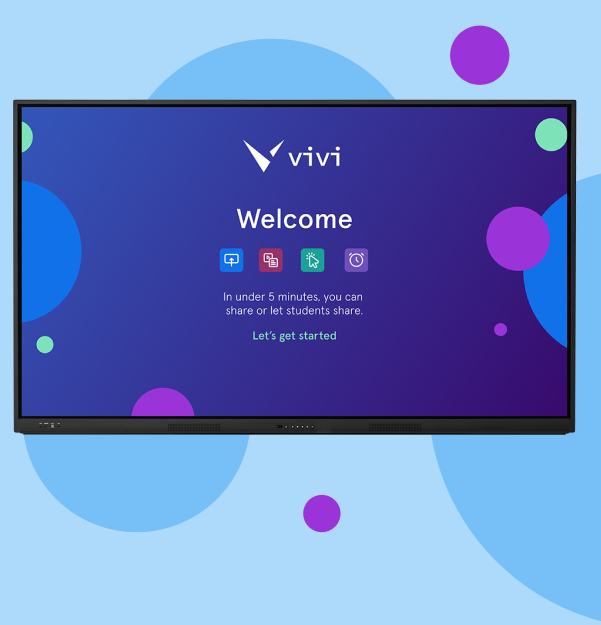 vivi
Welcome
In under 5 minutes, you can
share or let students share.
Let's get started